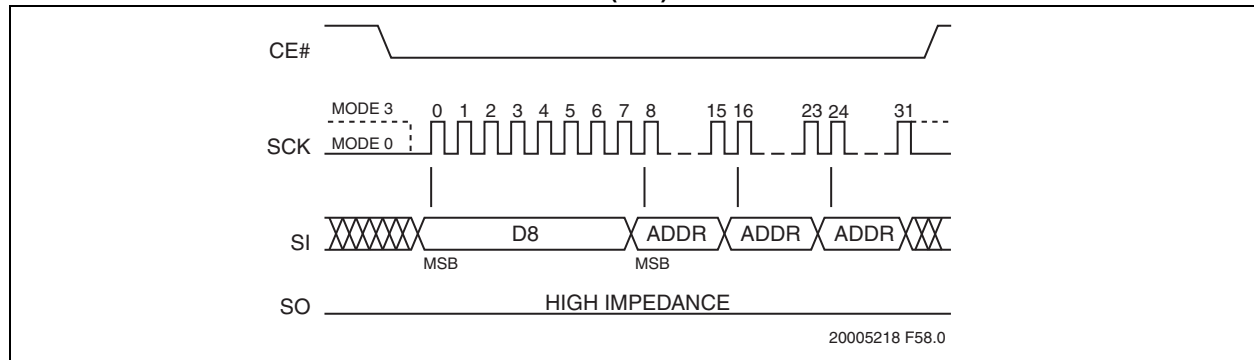 CE#
MODE 3
0 1 2 3 4 5 6 7 8 15 16 23 24 31
SCK
MODE 0
SI
D8
ADDR
ADDR
ADDR
MSB
MSB
SO
HIGH IMPEDANCE
20005218 F58.0